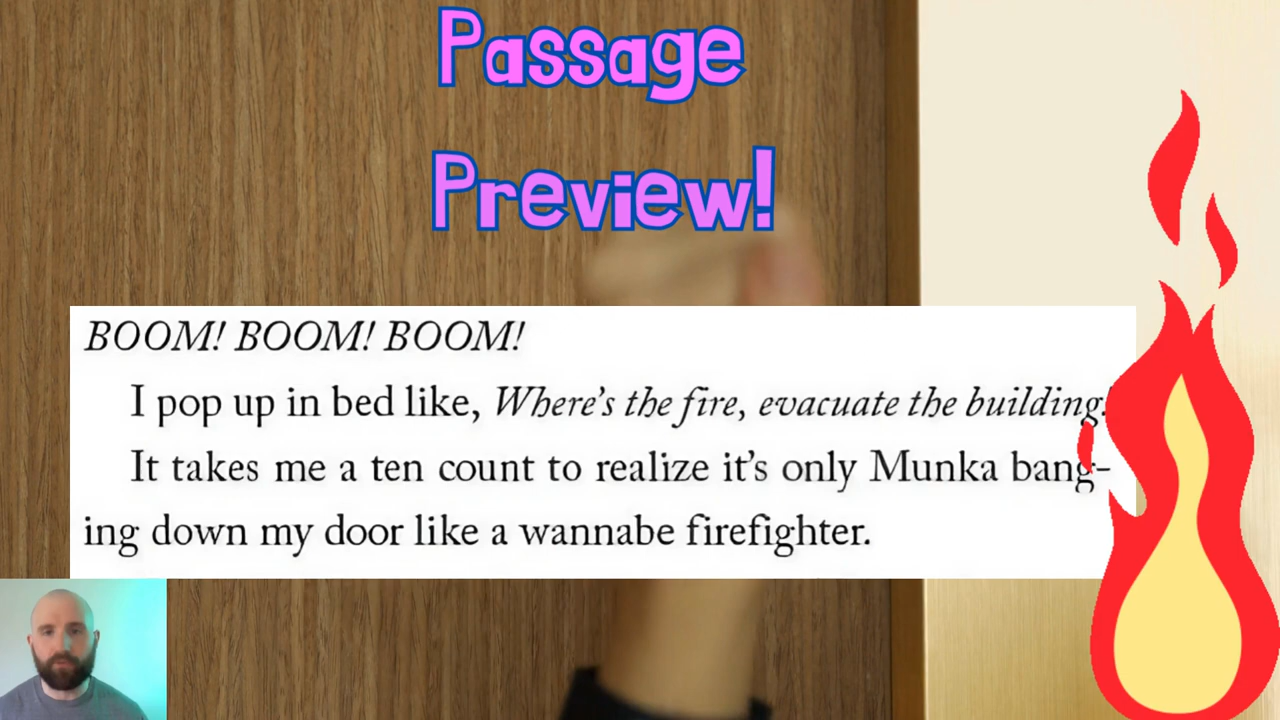 Passage
Preview!
BOOM! BOOM! BOOM!
I pop up in bed like, Where's the fire, evacuate the building!
It takes me a ten count to realize it's only Munka bang-
ing down my door like a wannabe firefighter.